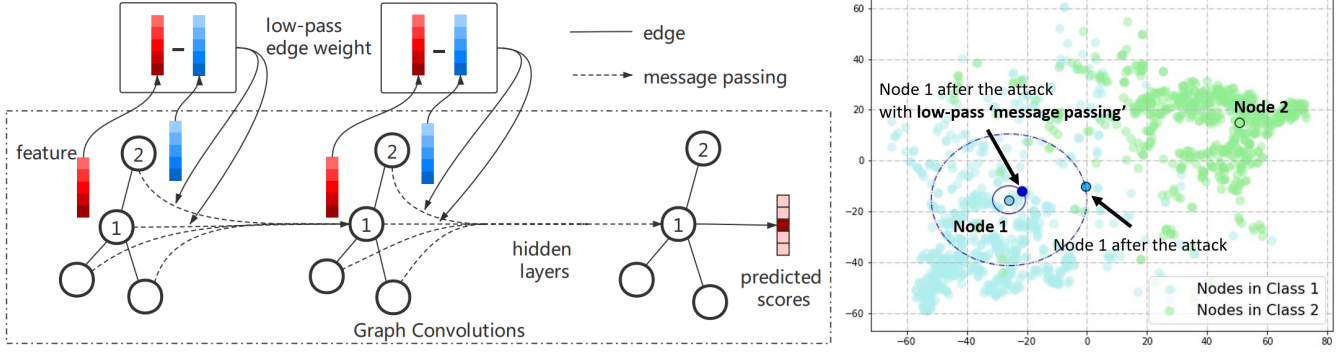 low-pass
edge weight
edge
message passing
feature
2
1
2
1
2
1
hidden
layers
predicted
scores
Graph Convolutions
60
40
20
0
−20
−40
−60
−60
−40
−20
0
20
40
60
80
Node 1 after the attack
with low-pass ‘message passing’
Node 2
Node 1
Node 1 after the attack
Nodes in Class 1
Nodes in Class 2